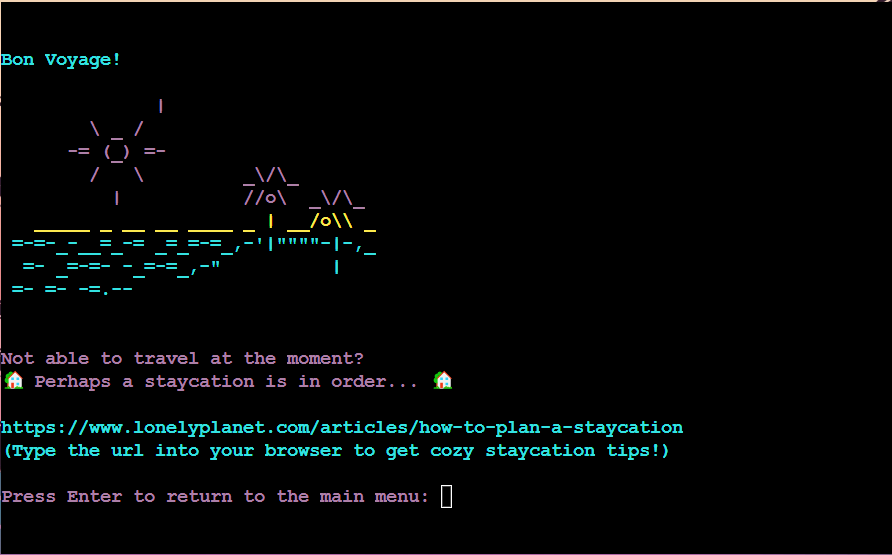 Bon Voyage!
Not able to travel at the moment?
🏠 Perhaps a staycation is in order... 🏠
https://www.lonelyplanet.com/articles/how-to-plan-a-staycation
(Type the url into your browser to get cozy staycation tips!)
Press Enter to return to the main menu: